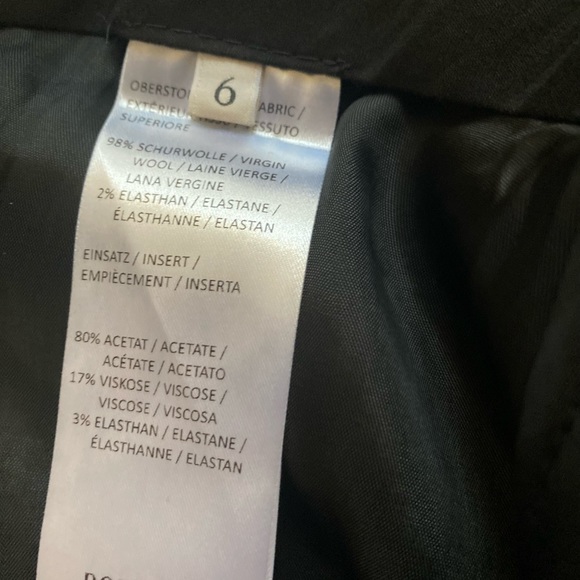 6
OBERSTO ABRIC /
EXTÉRIEU ESSUTO
SUPERIORE
98% SCHURWOLLE / VIRGIN
WOOL / LAINE VIERGE /
LANA VERGINE
2% ELASTHAN / ELASTANE /
ÉLASTHANNE / ELASTAN
EINSATZ / INSERT /
EMPIÈCEMENT / INSERTA
80% ACETAT / ACETATE /
ACÉTATE / ACETATO
17% VISKOSE / VISCOSE /
VISCOSE / VISCOSA
3% ELASTHAN / ELASTANE /
ÉLASTHANNE / ELASTAN